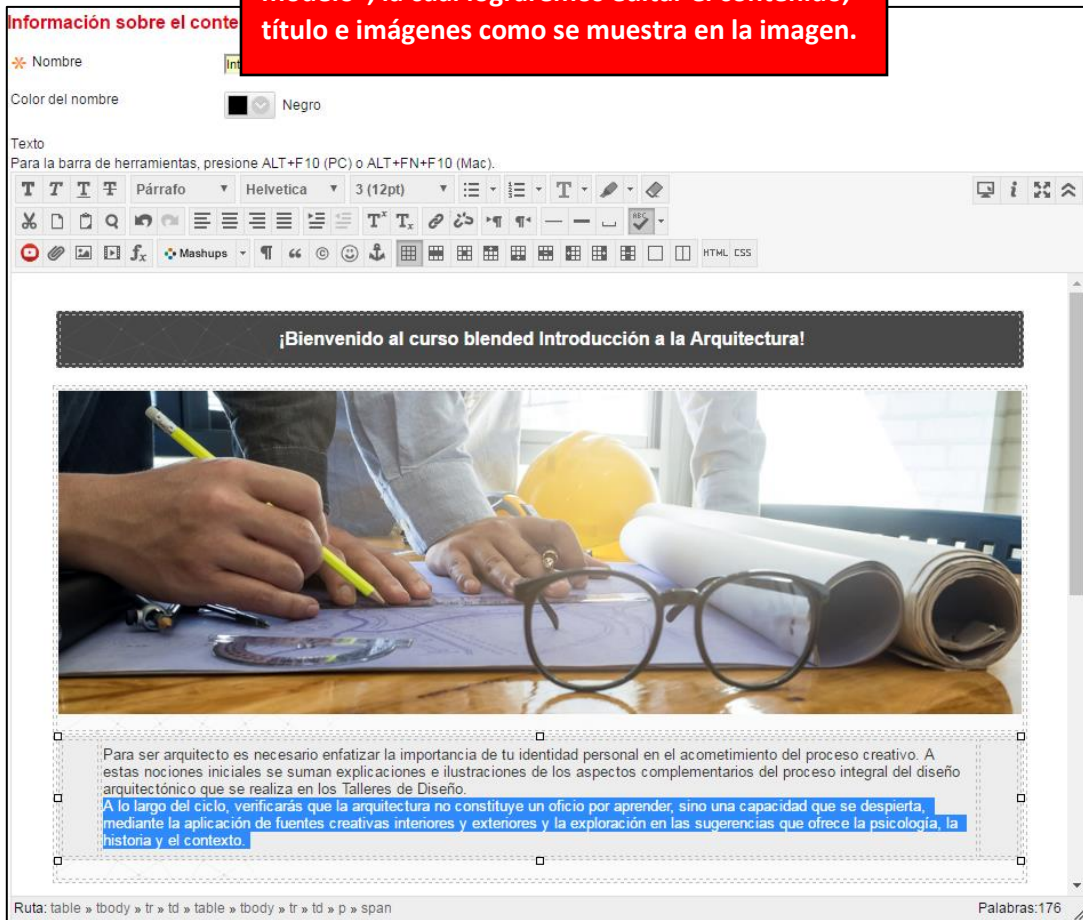 título e imágenes como se muestra en la imagen.
Información sobre el conte
Nombre
Int
Color del nombre
Negro
Texto
Para la barra de herramientas, presione ALT+F10 (PC) o ALT+FN+F10 (Mac).
T T T T Párrafo Helvetica 3 (12pt) T i
Tx Tx ABC
fx Mashups HTML CSS
¡Bienvenido al curso blended Introducción a la Arquitectura!
Para ser arquitecto es necesario enfatizar la importancia de tu identidad personal en el acometimiento del proceso creativo. A
estas nociones iniciales se suman explicaciones e ilustraciones de los aspectos complementarios del proceso integral del diseño
arquitectónico que se realiza en los Talleres de Diseño.
A lo largo del ciclo, verificarás que la arquitectura no constituye un oficio por aprender, sino una capacidad que se despierta,
mediante la aplicación de fuentes creativas interiores y exteriores y la exploración en las sugerencias que ofrece la psicología, la
historia y el contexto.
Ruta: table » tbody » tr » td » table » tbody » tr » td » p » span
Palabras:176